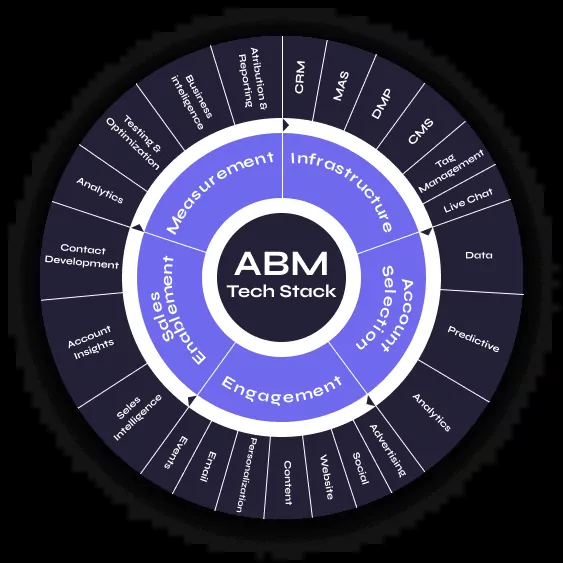 ABM
Tech Stack
Infrastructure
Account
Selection
Engagement
Sales
Enablement
Measurement
CRM
MAS
DMP
CMS
Tag
Management
Live Chat
Data
Predictive
Analytics
Advertising
Social
Website
Content
Personalization
Email
Events
Seles
Intelligence
Account
Insights
Contact
Development
Analytics
Testing &
Optimization
Business
inteligence
Atribution &
Reporting